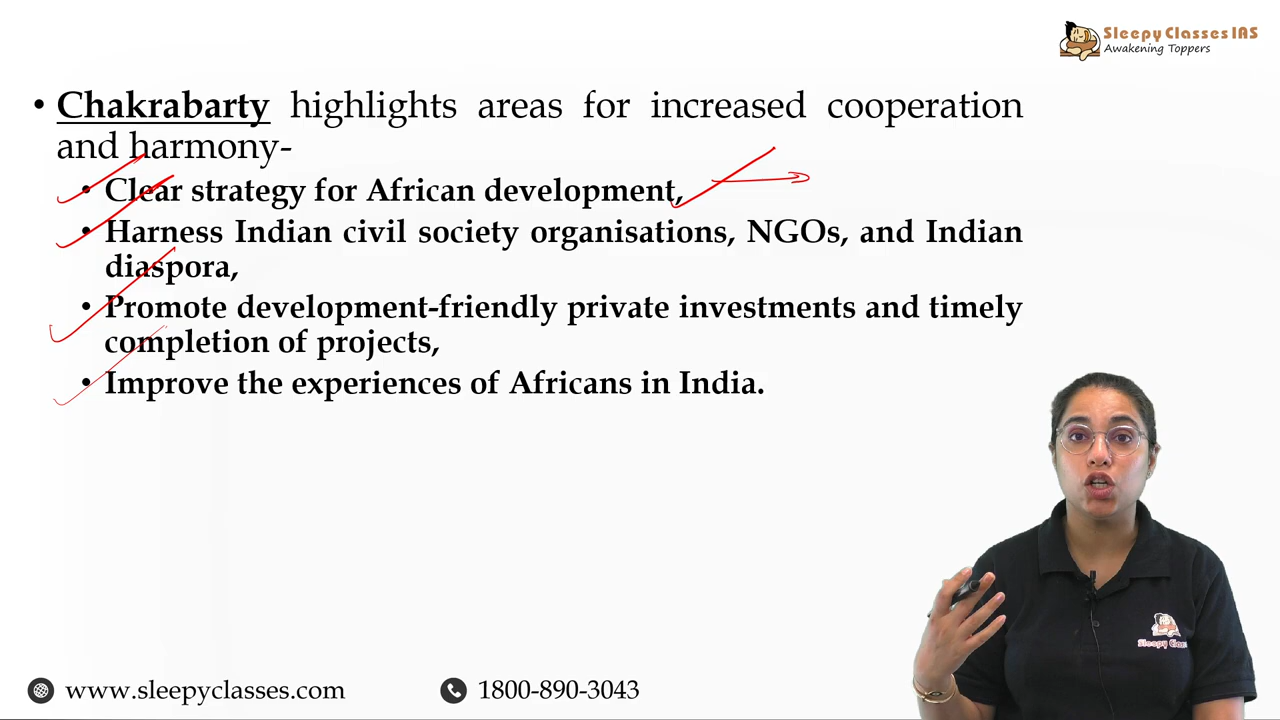 Sleepy Classes IAS
Awakening Toppers
• Chakrabarty highlights areas for increased cooperation
and harmony-
• Clear strategy for African development,
• Harness Indian civil society organisations, NGOs, and Indian
diaspora,
• Promote development-friendly private investments and timely
completion of projects,
• Improve the experiences of Africans in India.
www.sleepyclasses.com
1800-890-3043
Sleepy